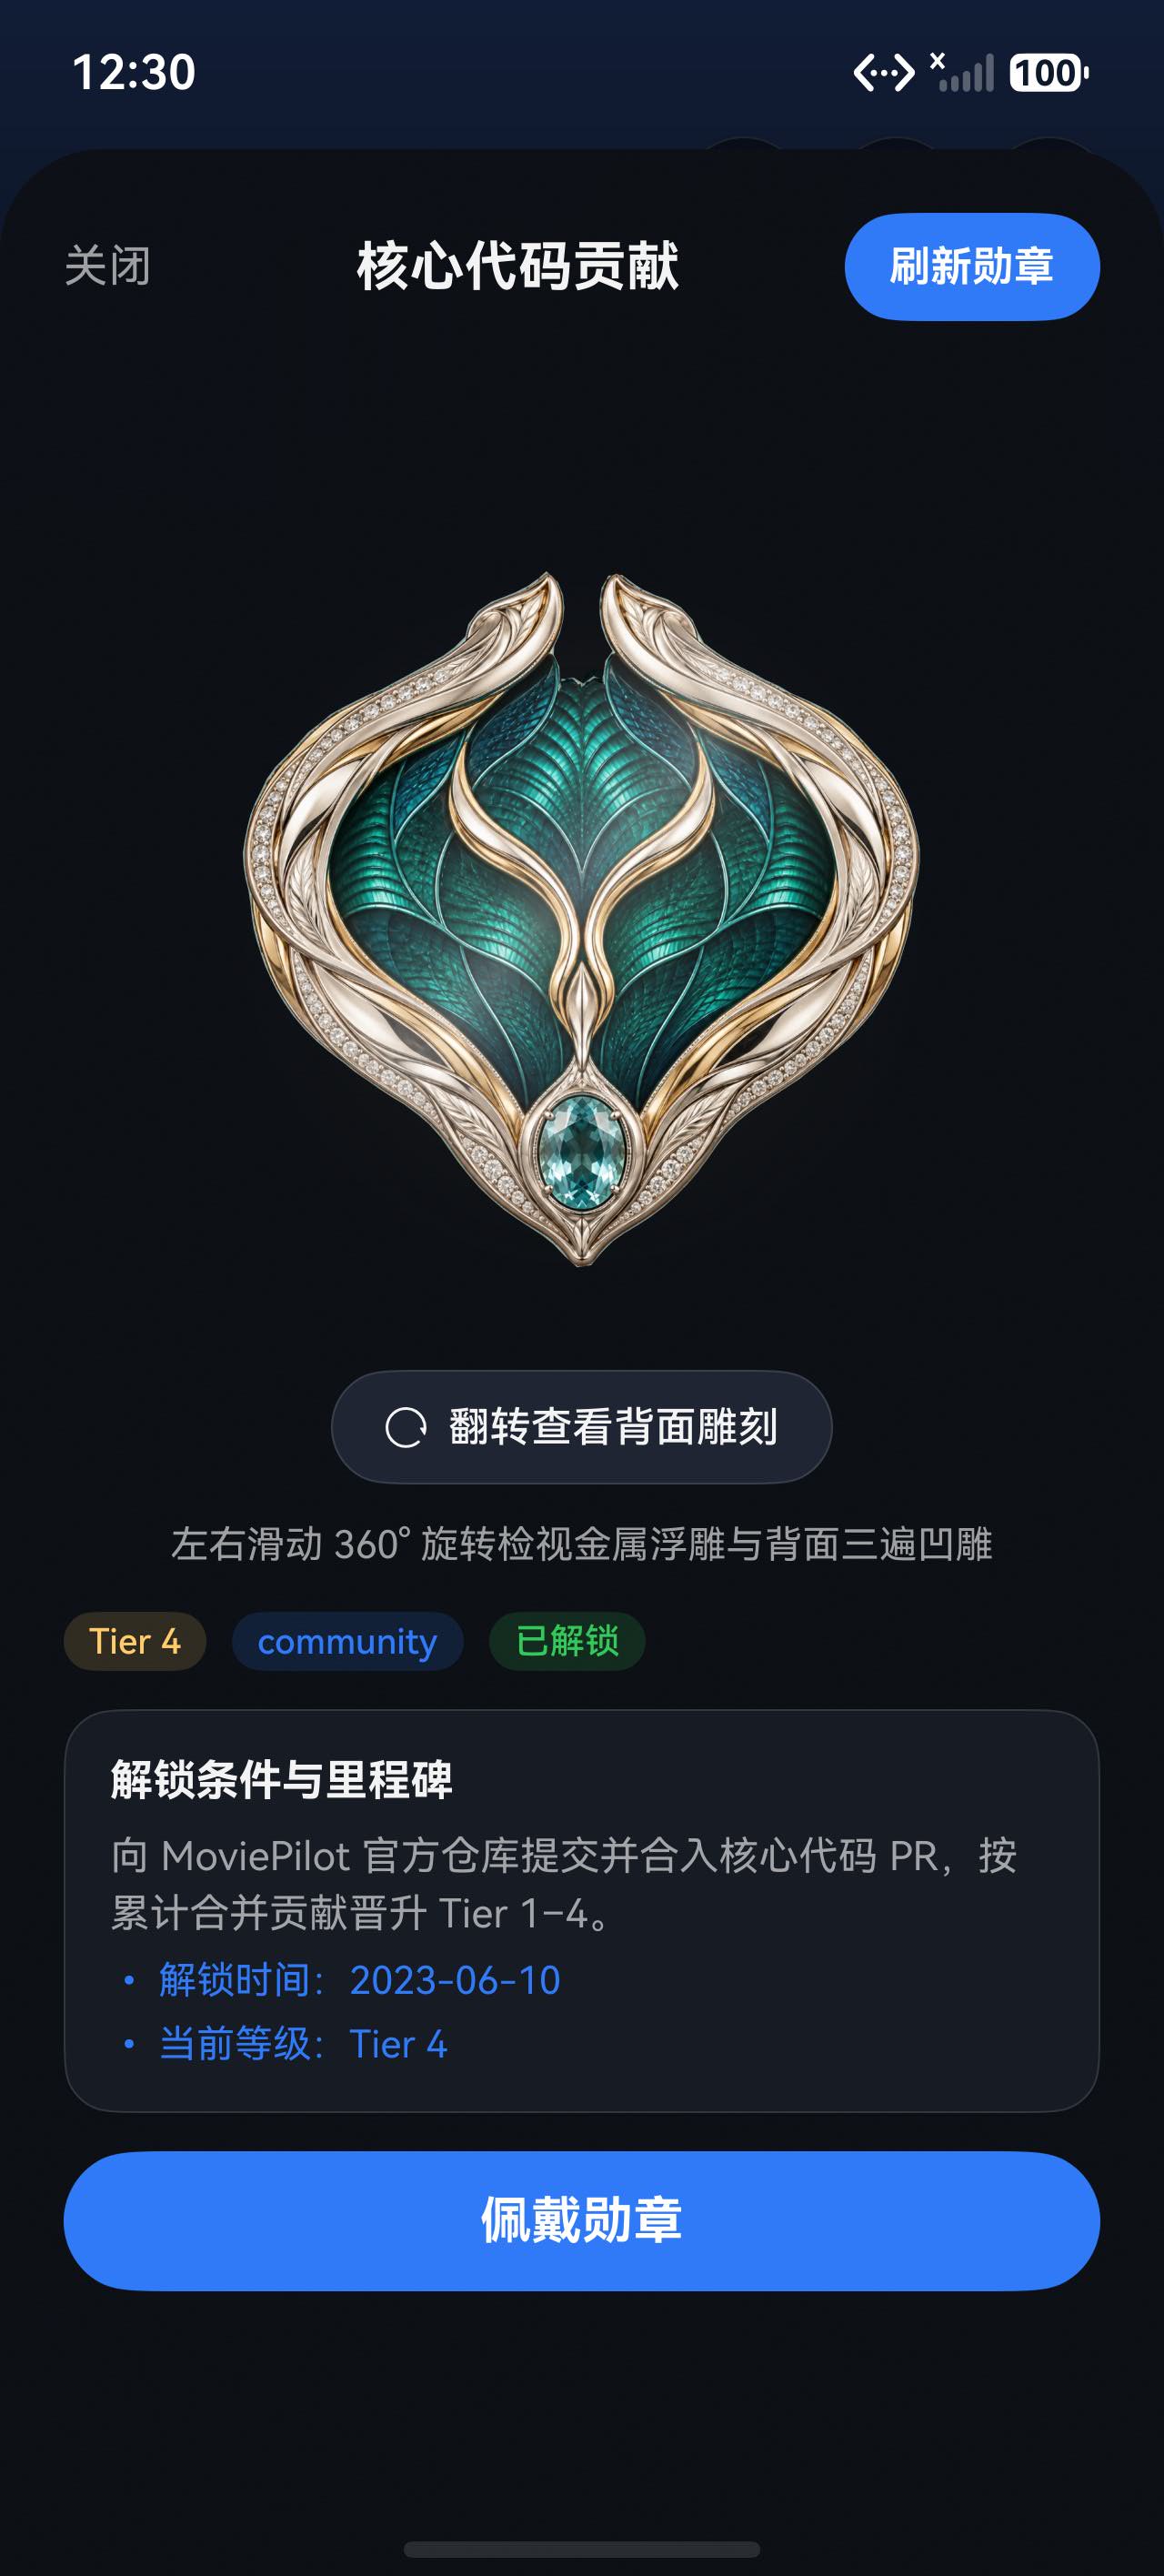 12:30
100
关闭
核心代码贡献
刷新勋章
翻转查看背面雕刻
左右滑动 360° 旋转检视金属浮雕与背面三遍凹雕
Tier 4
community
已解锁
解锁条件与里程碑
向 MoviePilot 官方仓库提交并合入核心代码 PR，按
累计合并贡献晋升 Tier 1–4。
• 解锁时间：2023-06-10
• 当前等级：Tier 4
佩戴勋章